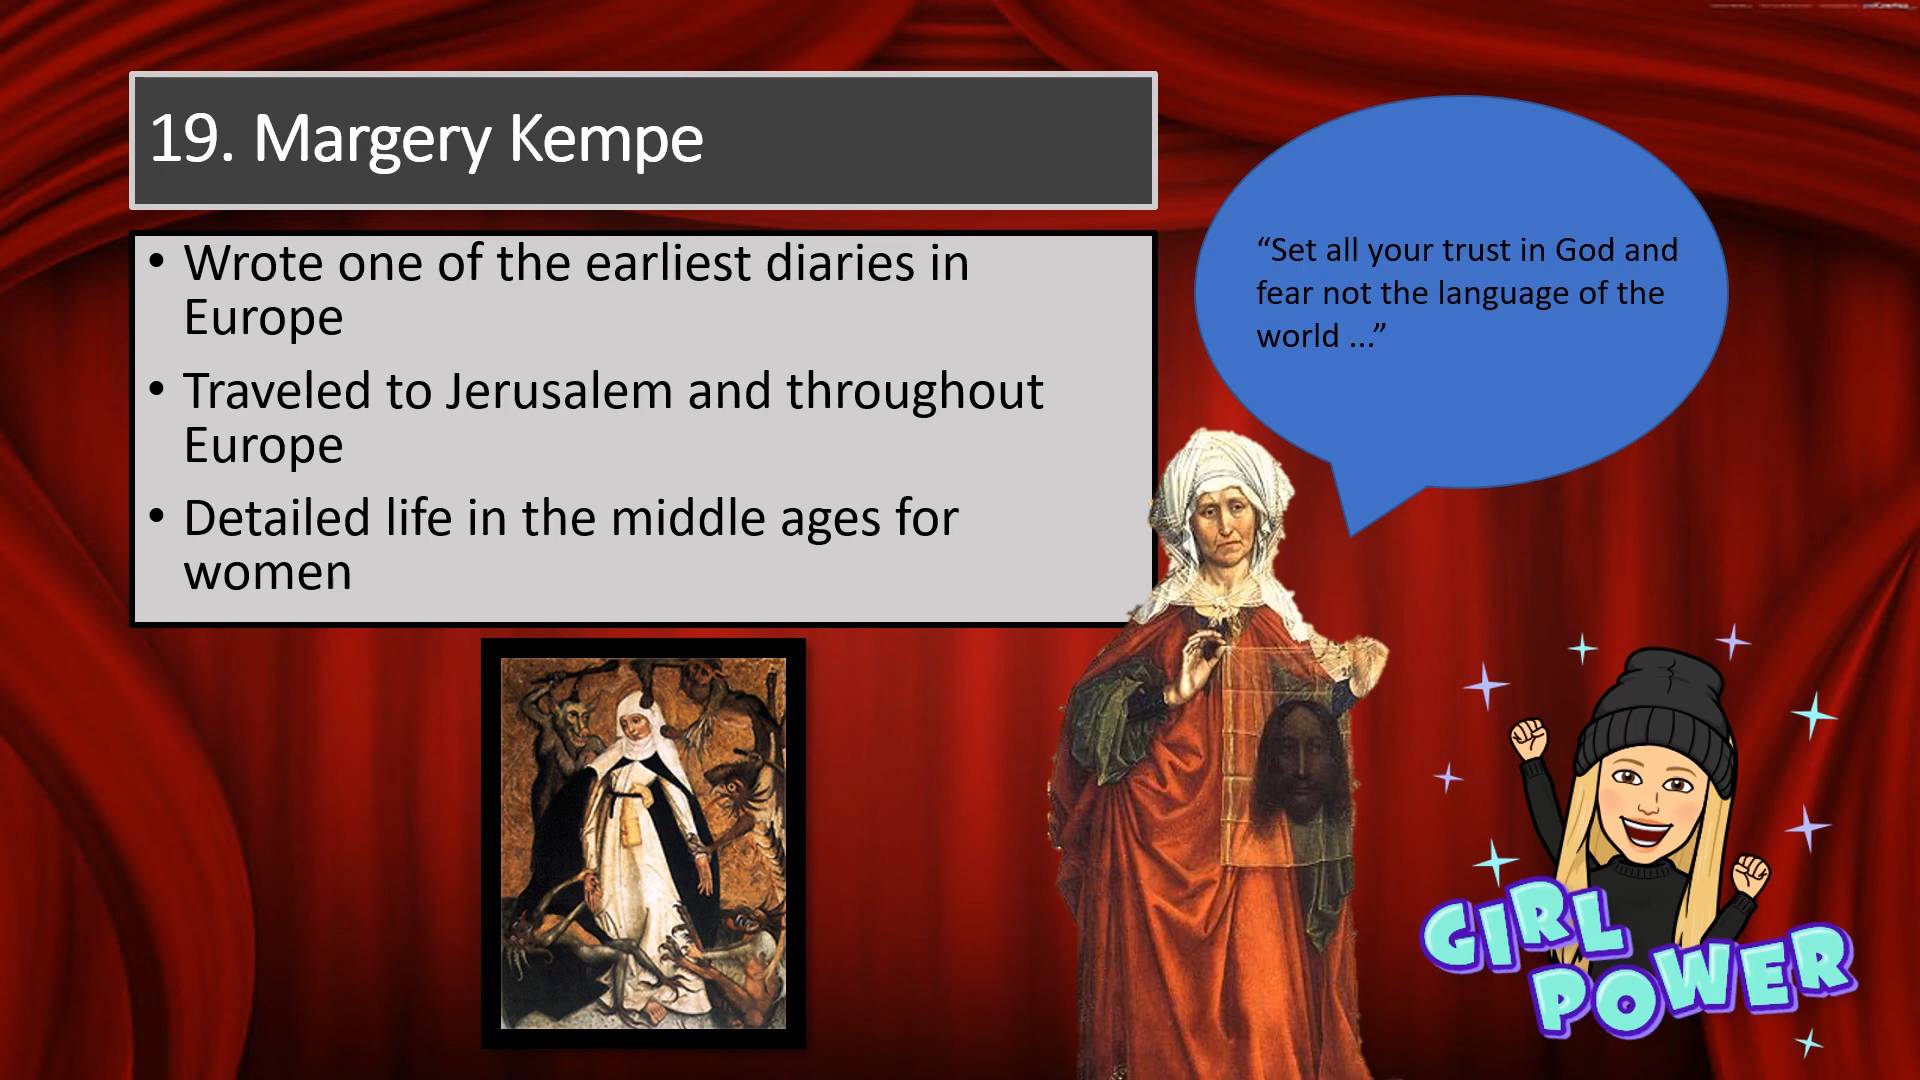 19. Margery Kempe
• Wrote one of the earliest diaries in
Europe
• Traveled to Jerusalem and throughout
Europe
• Detailed life in the middle ages for
women
“Set all your trust in God and
fear not the language of the
world ...”
GIRL
POWER